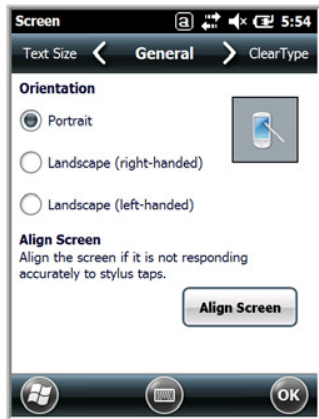 Screen a 5:54
Text Size General ClearType
Orientation
Portrait
Landscape (right-handed)
Landscape (left-handed)
Align Screen
Align the screen if it is not responding
accurately to stylus taps.
Align Screen
OK